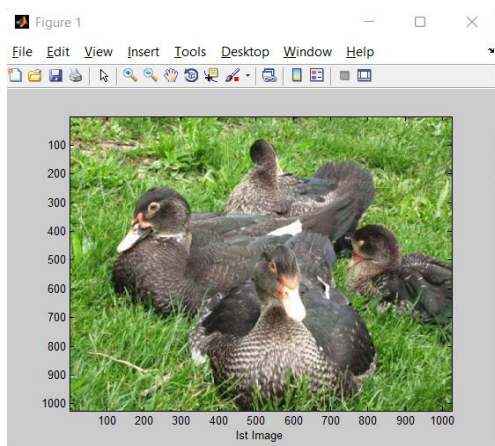 Figure 1
File Edit View Insert Tools Desktop Window Help
100
200
300
400
500
600
700
800
900
1000
100 200 300 400 500 600 700 800 900 1000
Ist Image